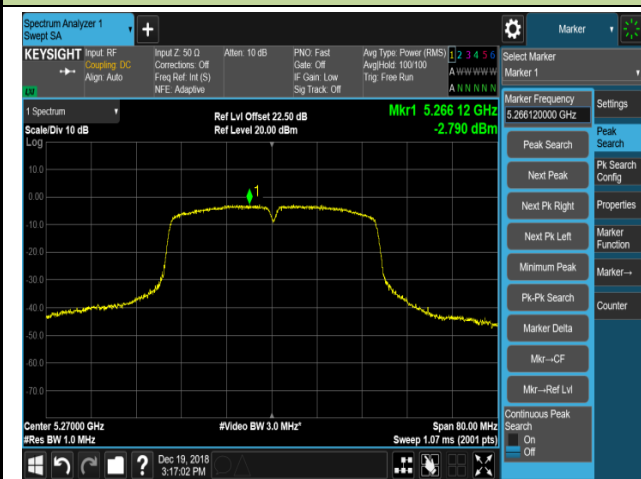 Spectrum Analyzer 1
Swept SA
+
Marker
KEYSIGHT
Input: RF
Coupling: DC
Align: Auto
Input Z: 50 Ω
Corrections: Off
Freq Ref: Int (S)
NFE: Adaptive
Atten: 10 dB
PNO: Fast
Gate: Off
IF Gain: Low
Sig Track: Off
Avg Type: Power (RMS)
Avg|Hold: 100/100
Trig: Free Run
1 2 3 4 5 6
A W W W W W
A N N N N N
LXI
Select Marker
Marker 1
1 Spectrum
Scale/Div 10 dB
Log
Ref Lvl Offset 22.50 dB
Ref Level 20.00 dBm
Mkr1 5.266 12 GHz
-2.790 dBm
10.0
0.00
-10.0
-20.0
-30.0
-40.0
-50.0
-60.0
-70.0
1
Center 5.27000 GHz
#Res BW 1.0 MHz
#Video BW 3.0 MHz*
Span 80.00 MHz
Sweep 1.07 ms (2001 pts)
Marker Frequency
5.266120000 GHz
Peak Search
Next Peak
Next Pk Right
Next Pk Left
Minimum Peak
Pk-Pk Search
Marker Delta
Mkr→CF
Mkr→Ref Lvl
Continuous Peak
Search
On
Off
Settings
Peak
Search
Pk Search
Config
Properties
Marker
Function
Marker→
Counter
?
Dec 19, 2018
3:17:02 PM